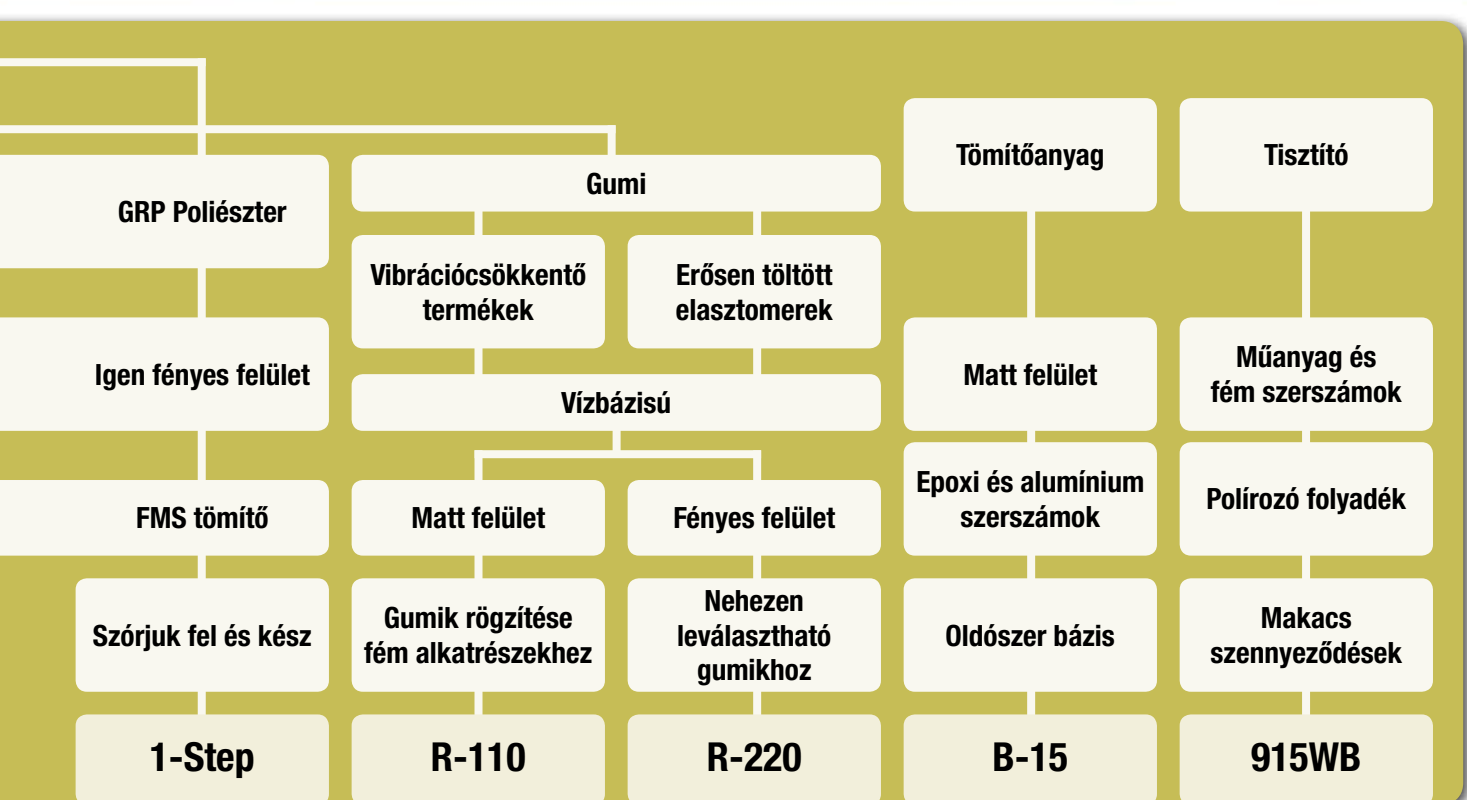 GRP Poliészter
Igen fényes felület
FMS tömítő
Szórjuk fel és kész
1-Step
Gumi
Vibrációcsökkentő
termékek
Erősen töltött
elasztomerek
Vízbázisú
Matt felület
Fényes felület
Gumik rögzítése
fém alkatrészekhez
Nehezen
leválasztható
gumikhoz
R-110
R-220
Tömítőanyag
Matt felület
Epoxi és alumínium
szerszámok
Oldószer bázis
B-15
Tisztító
Műanyag és
fém szerszámok
Polírozó folyadék
Makacs
szennyeződések
915WB